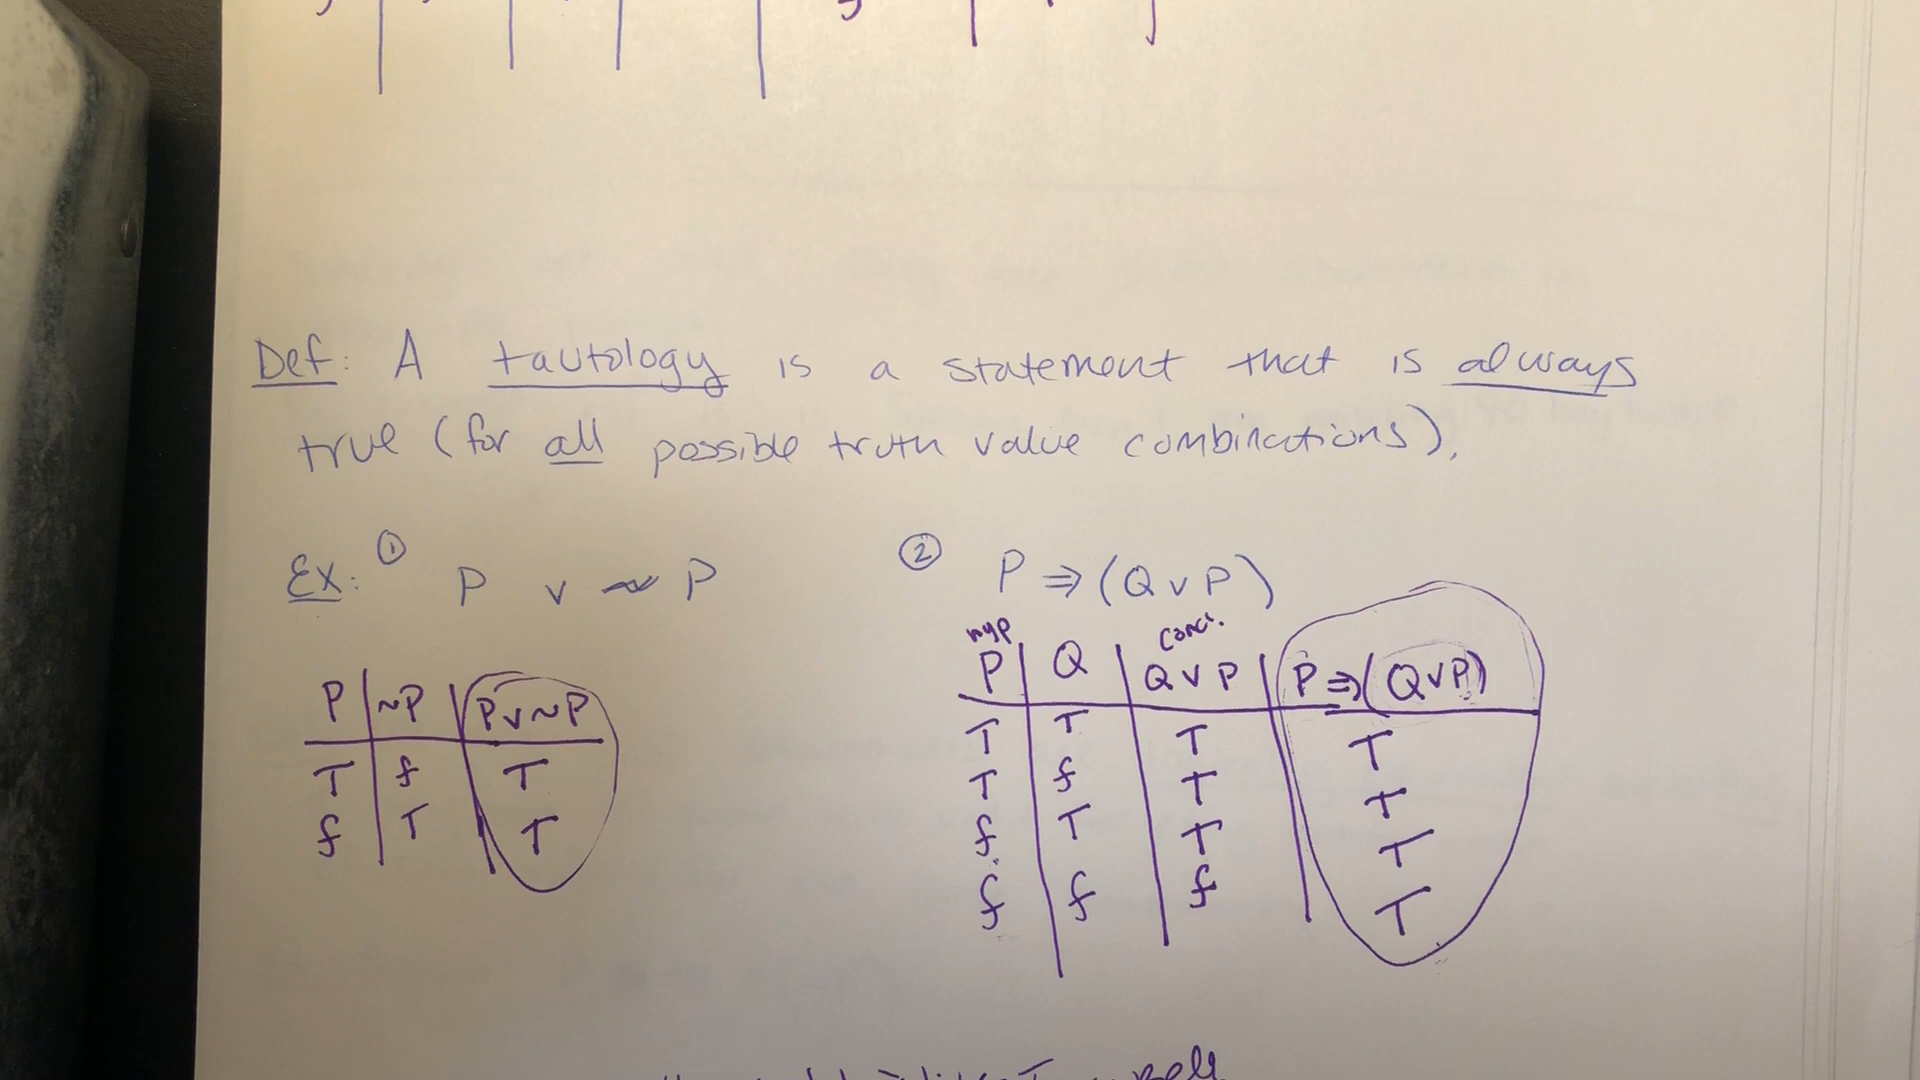 Def: A tautology is a statement that is always
true (for all possible truth value combinations).
Ex: ① P ∨ ~P
② P ⇒ (Q ∨ P)
P | ~P | P∨~P
T | f | T
f | T | T
hyp conc.
P | Q | Q ∨ P | P ⇒ (Q∨P)
T | T | T | T
T | f | T | T
f | T | T | T
f | f | f | T